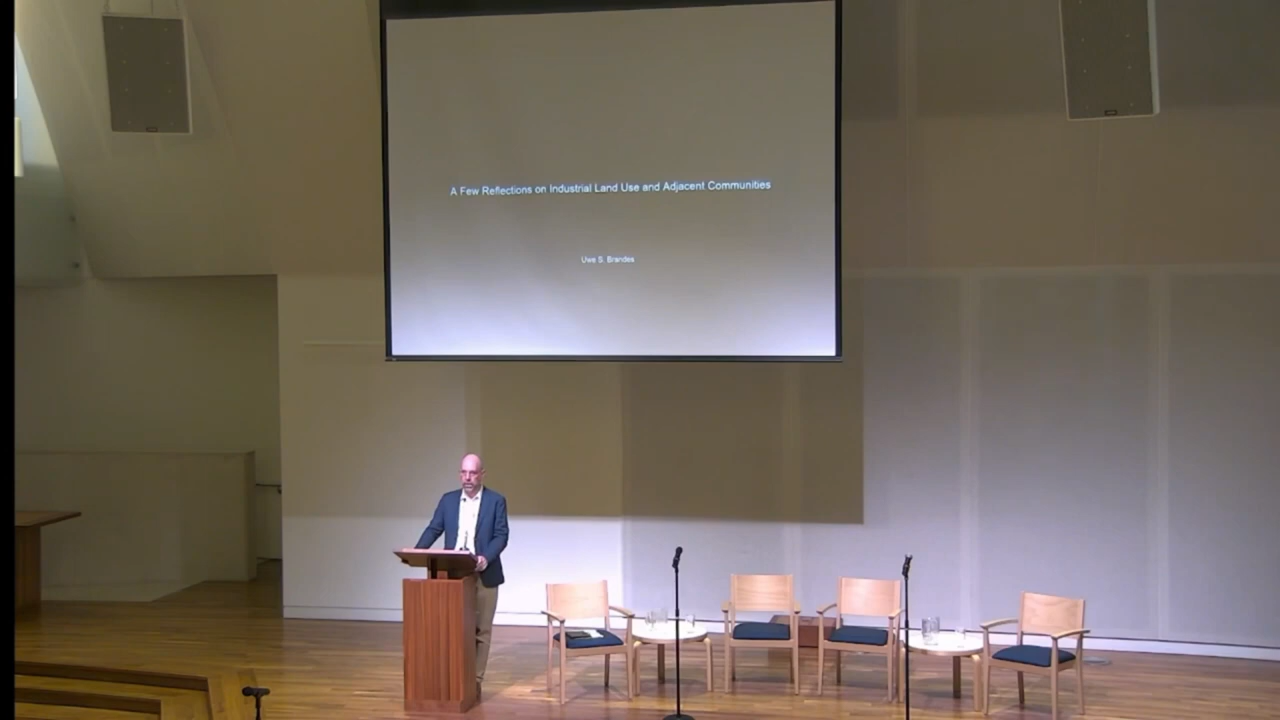 A Few Reflections on Industrial Land Use and Adjacent Communities
Uwe S. Brandes